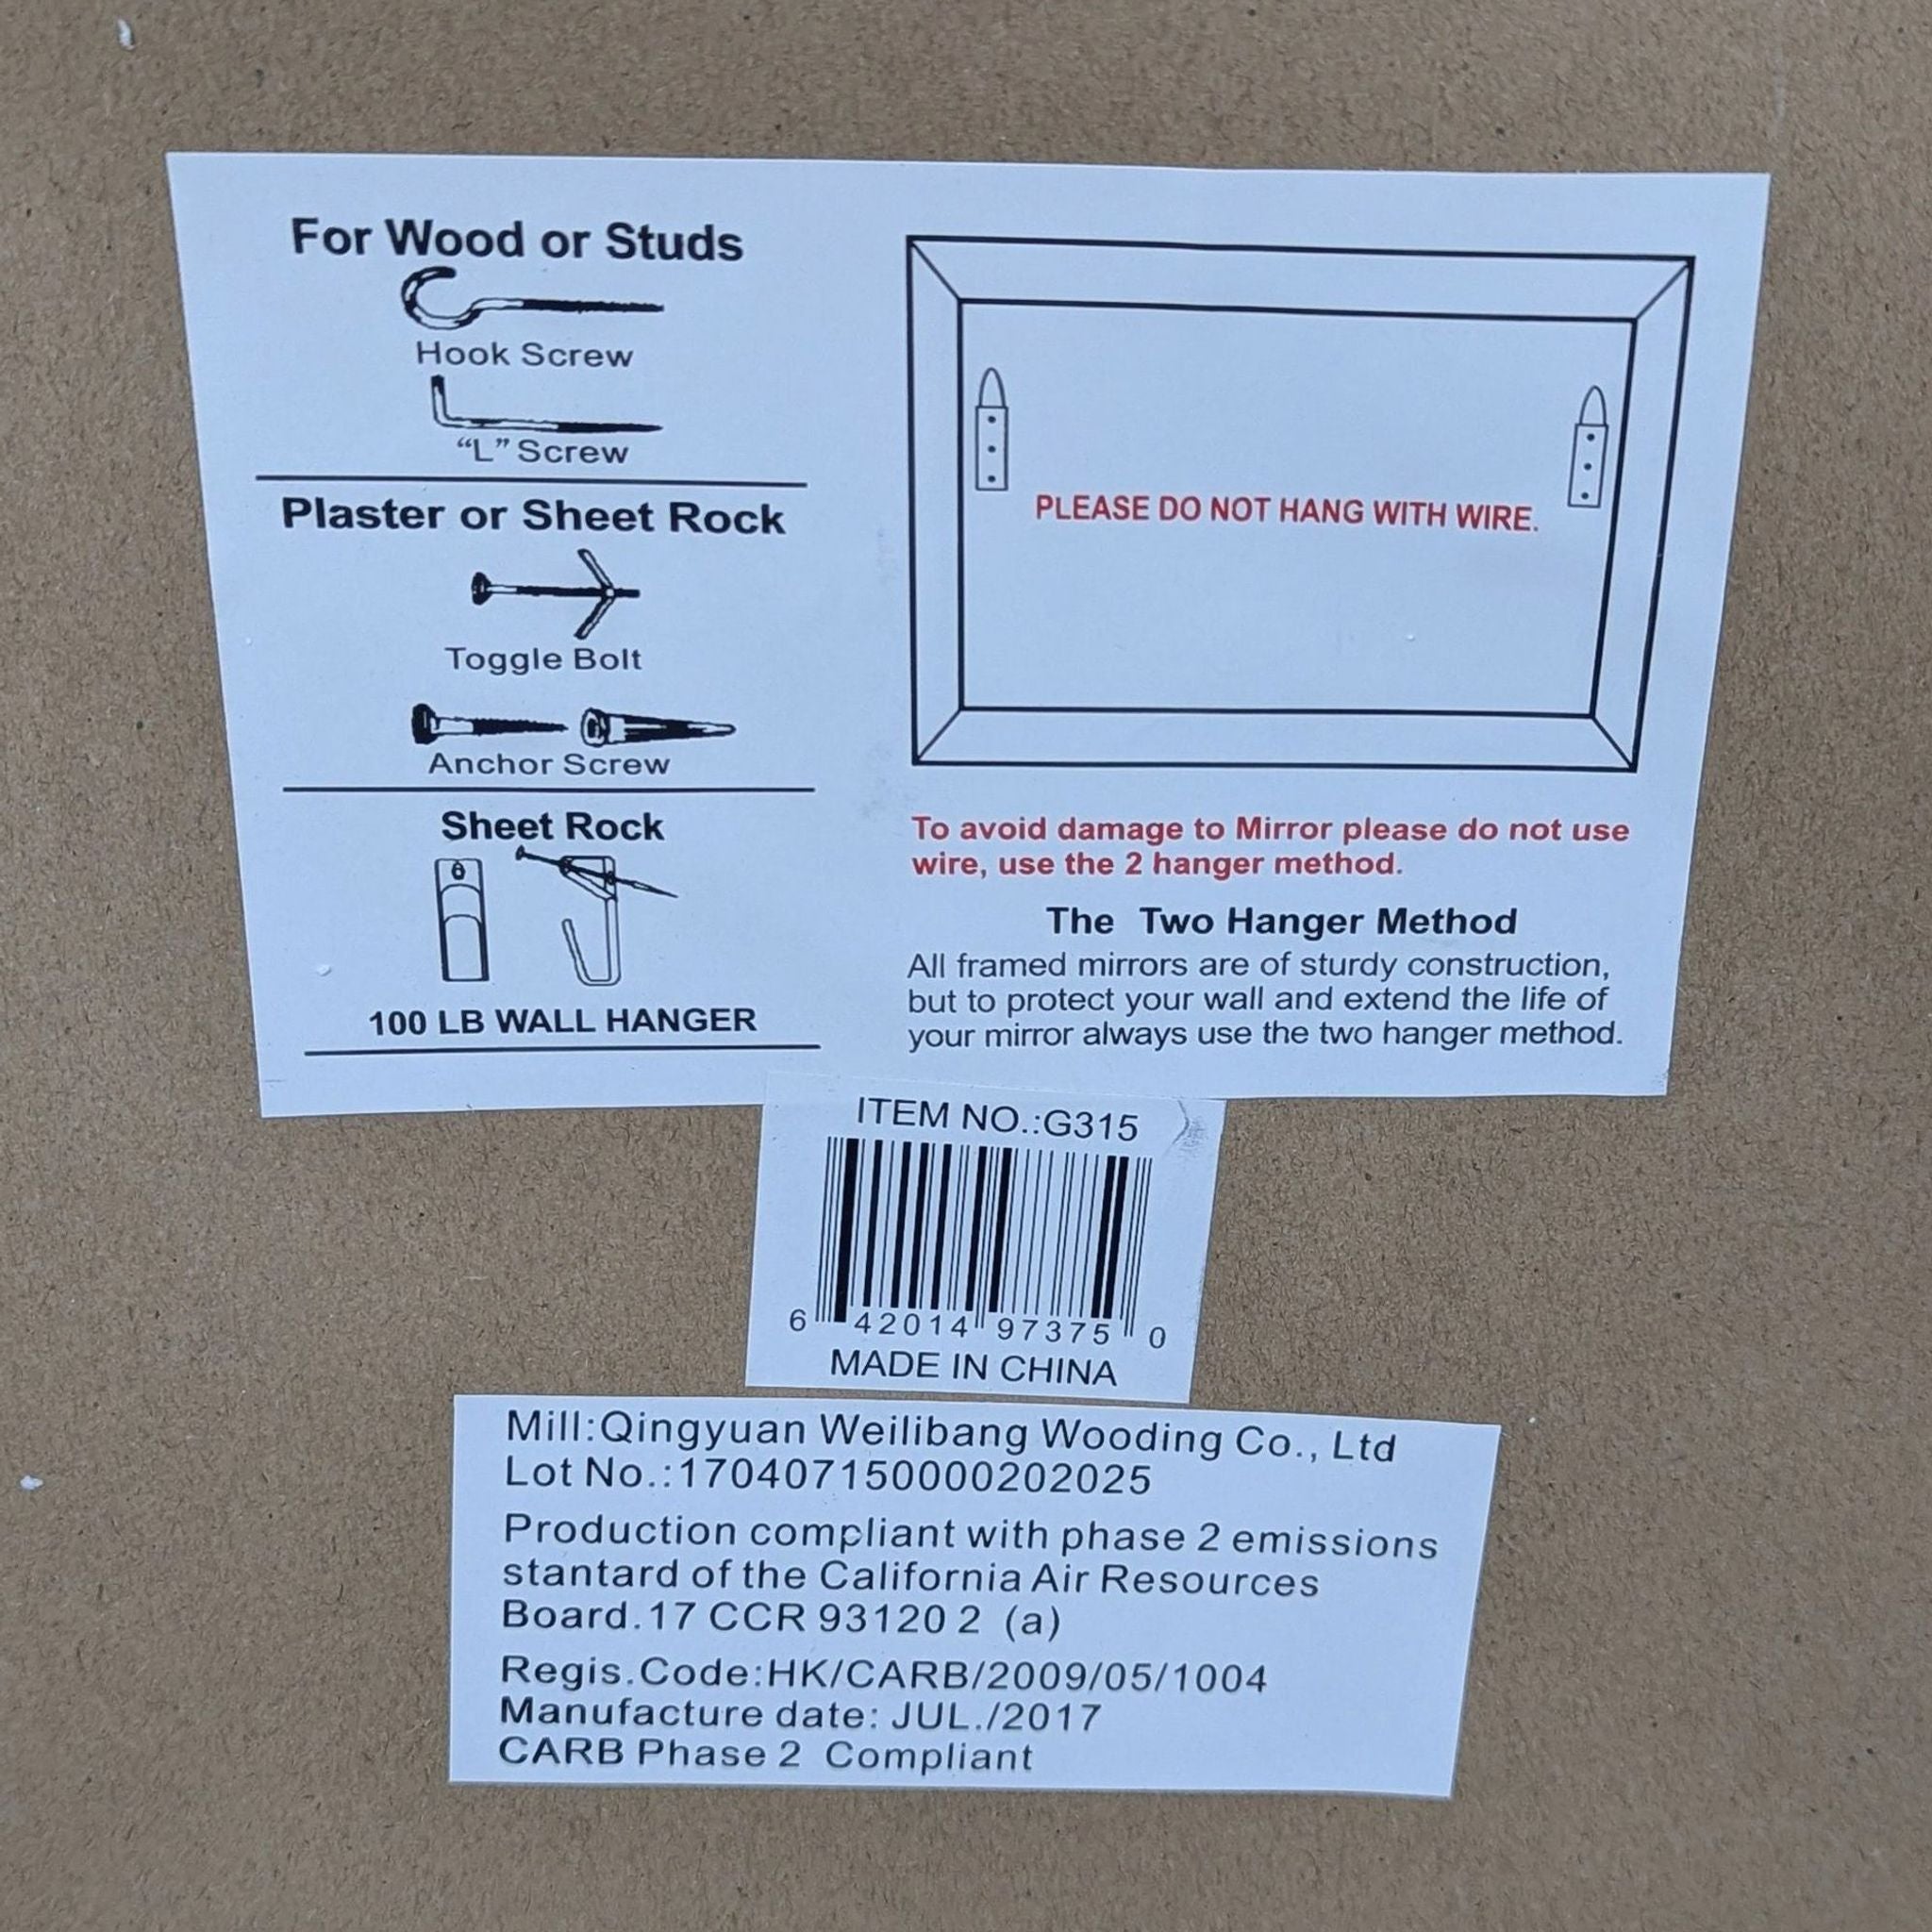 For Wood or Studs
Hook Screw
“L” Screw
Plaster or Sheet Rock
Toggle Bolt
Anchor Screw
Sheet Rock
100 LB WALL HANGER
PLEASE DO NOT HANG WITH WIRE.
To avoid damage to Mirror please do not use
wire, use the 2 hanger method.
The Two Hanger Method
All framed mirrors are of sturdy construction,
but to protect your wall and extend the life of
your mirror always use the two hanger method.
ITEM NO.:G315
6 42014 97375 0
MADE IN CHINA
Mill:Qingyuan Weilibang Wooding Co., Ltd
Lot No.:170407150000202025
Production compliant with phase 2 emissions
stantard of the California Air Resources
Board.17 CCR 93120 2 (a)
Regis.Code:HK/CARB/2009/05/1004
Manufacture date: JUL./2017
CARB Phase 2 Compliant